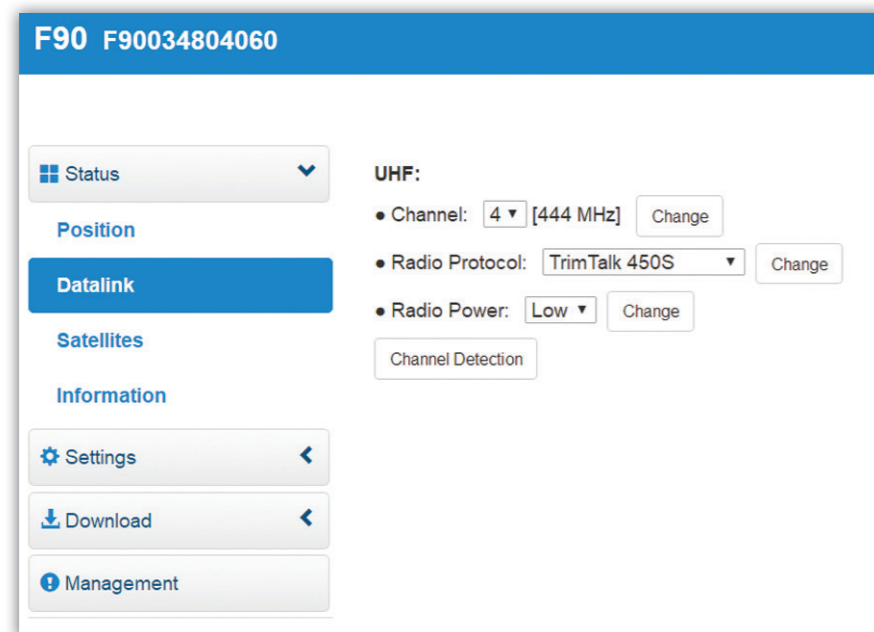 F90 F90034804060
Status
Position
Datalink
Satellites
Information
Settings
Download
Management
UHF:
● Channel: 4 [444 MHz] Change
● Radio Protocol: TrimTalk 450S Change
● Radio Power: Low Change
Channel Detection